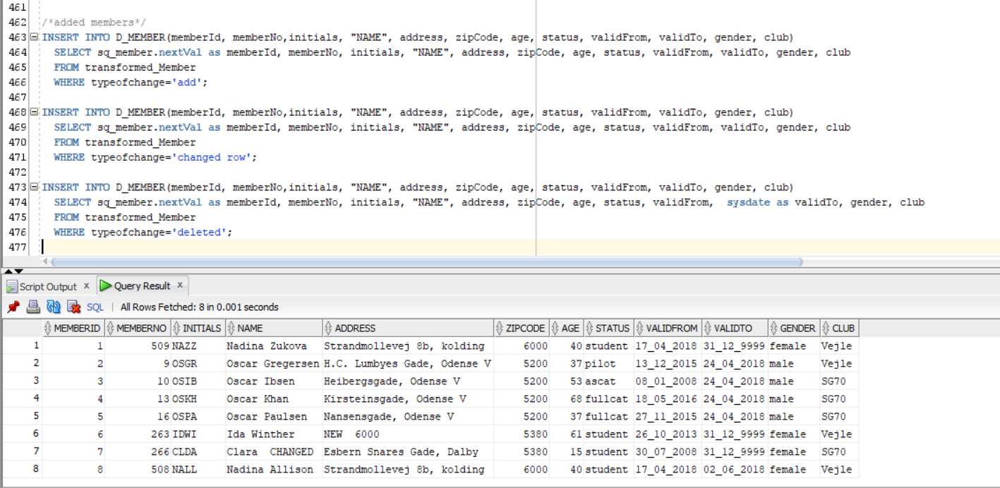 461
462 /*added members*/
463 INSERT INTO D_MEMBER(memberId, memberNo,initials, "NAME", address, zipCode, age, status, validFrom, validTo, gender, club)
464 SELECT sq_member.nextVal as memberId, memberNo, initials, "NAME", address, zipCode, age, status, validFrom, validTo, gender, club
465 FROM transformed_Member
466 WHERE typeofchange='add';
467
468 INSERT INTO D_MEMBER(memberId, memberNo,initials, "NAME", address, zipCode, age, status, validFrom, validTo, gender, club)
469 SELECT sq_member.nextVal as memberId, memberNo, initials, "NAME", address, zipCode, age, status, validFrom, validTo, gender, club
470 FROM transformed_Member
471 WHERE typeofchange='changed row';
472
473 INSERT INTO D_MEMBER(memberId, memberNo,initials, "NAME", address, zipCode, age, status, validFrom, validTo, gender, club)
474 SELECT sq_member.nextVal as memberId, memberNo, initials, "NAME", address, zipCode, age, status, validFrom,  sysdate as validTo, gender, club
475 FROM transformed_Member
476 WHERE typeofchange='deleted';
477
Script Output x Query Result x
SQL | All Rows Fetched: 8 in 0.001 seconds
MEMBERID MEMBERNO INITIALS NAME ADDRESS ZIPCODE AGE STATUS VALIDFROM VALIDTO GENDER CLUB
1 1 509 NAZZ Nadina Zukova Strandmollevej 8b, kolding 6000 40 student 17_04_2018 31_12_9999 female Vejle
2 2 9 OSGR Oscar Gregersen H.C. Lumbyes Gade, Odense V 5200 37 pilot 13_12_2015 24_04_2018 male Vejle
3 3 10 OSIB Oscar Ibsen Heibergsgade, Odense V 5200 53 ascat 08_01_2008 24_04_2018 male SG70
4 4 13 OSKH Oscar Khan Kirsteinsgade, Odense V 5200 68 fullcat 18_05_2016 24_04_2018 male SG70
5 5 16 OSPA Oscar Paulsen Nansensgade, Odense V 5200 37 fullcat 27_11_2015 24_04_2018 male SG70
6 6 263 IDWI Ida Winther NEW  6000 5380 61 student 26_10_2013 31_12_9999 female Vejle
7 7 266 CLDA Clara  CHANGED Esbern Snares Gade, Dalby 5380 15 student 30_07_2008 31_12_9999 female SG70
8 8 508 NALL Nadina Allison Strandmollevej 8b, kolding 6000 40 student 17_04_2018 02_06_2018 female Vejle